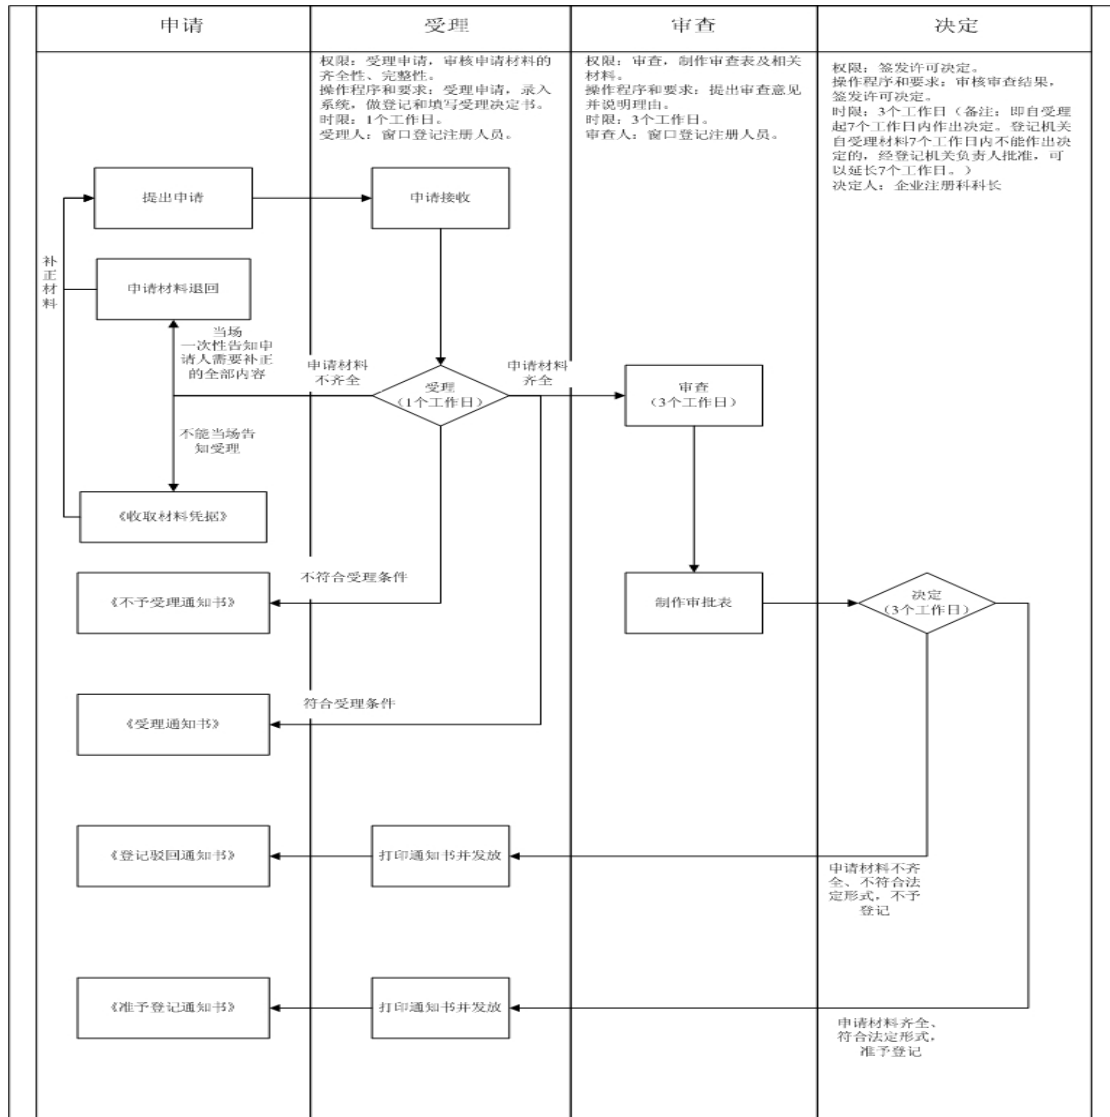 申请
受理
审查
决定
权限：受理申请，审核申请材料的
齐全性、完整性。
操作程序和要求：受理申请，录入
系统，做登记和填写受理决定书。
时限：1个工作日。
受理人：窗口登记注册人员。
权限：审查，制作审查表及相关
材料。
操作程序和要求：提出审查意见
并说明理由。
时限：3个工作日。
审查人：窗口登记注册人员。
权限：签发许可决定。
操作程序和要求：审核审查结果，
签发许可决定。
时限：3个工作日（备注：即自受理
起7个工作日内作出决定。登记机关
自受理材料7个工作日内不能作出决
定的，经登记机关负责人批准，可
以延长7个工作日。）
决定人：企业注册科科长
提出申请
申请接收
补正材料
申请材料退回
当场
一次性告知申
请人需要补正
的全部内容
申请材料
不齐全
受理
（1个工作日）
申请材料
齐全
审查
（3个工作日）
不能当场告
知受理
《收取材料凭据》
不符合受理条件
《不予受理通知书》
制作审批表
决定
（3个工作日）
符合受理条件
《受理通知书》
《登记驳回通知书》
打印通知书并发放
申请材料不齐
全、不符合法
定形式，不予
登记
《准予登记通知书》
打印通知书并发放
申请材料齐全、
符合法定形式，
准予登记